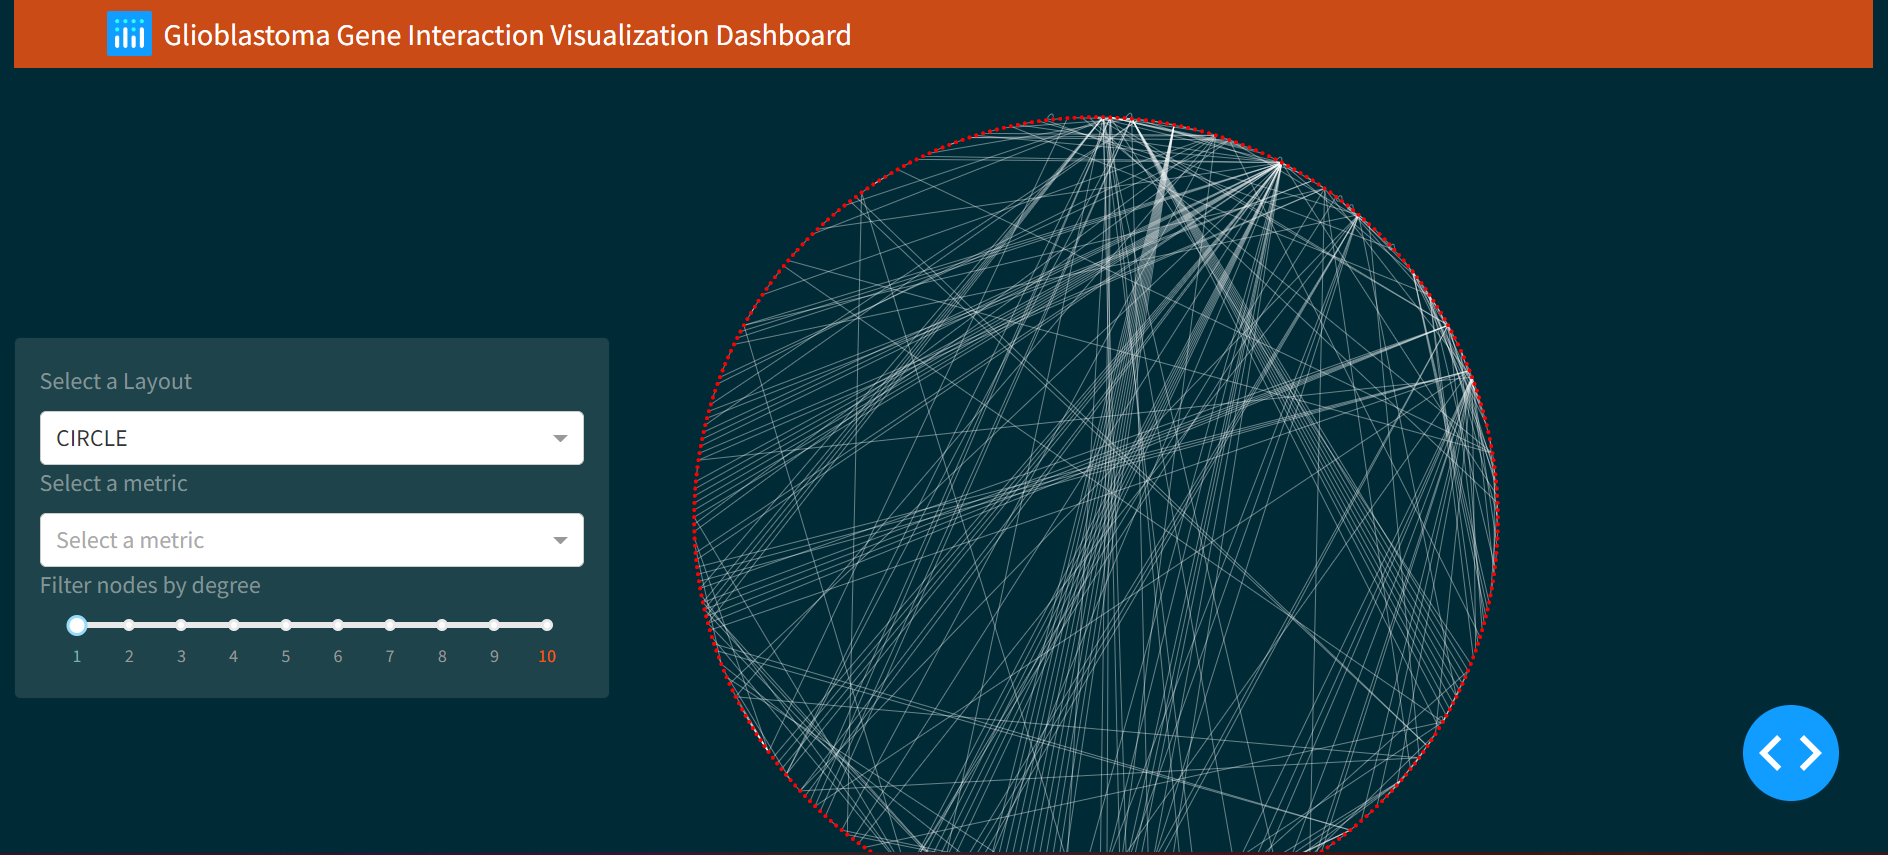 Glioblastoma Gene Interaction Visualization Dashboard
Select a Layout
CIRCLE
Select a metric
Select a metric
Filter nodes by degree
1 2 3 4 5 6 7 8 9 10